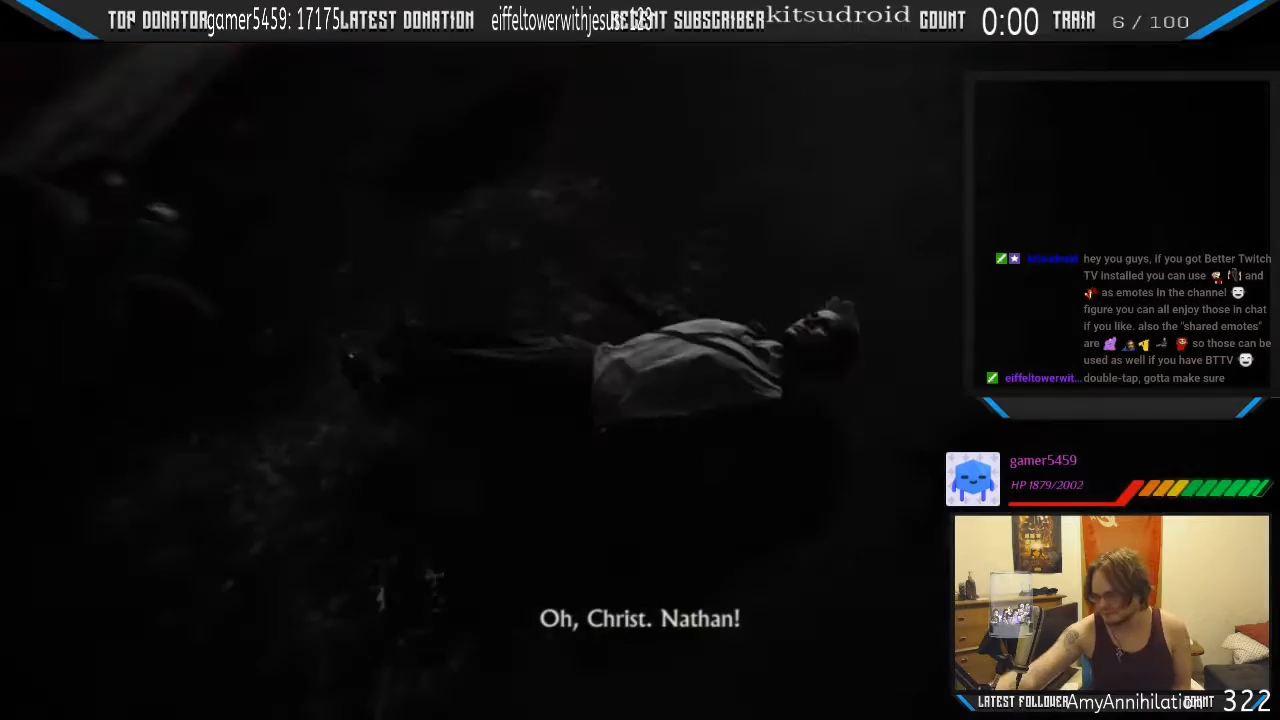 TOP DONATOR gamer5459: 17175 LATEST DONATION eiffeltowerwithjesus: 123 RECENT SUBSCRIBER kitsudroid COUNT 0:00 TRAIN 6 / 100
kitsudroid hey you guys, if you got Better Twitch
TV installed you can use and
as emotes in the channel
figure you can all enjoy those in chat
if you like. also the "shared emotes"
are so those can be
used as well if you have BTTV
eiffeltowerwit... double-tap, gotta make sure
gamer5459
HP 1879/2002
Oh, Christ. Nathan!
LATEST FOLLOWER AmyAnnihilation COUNT 322